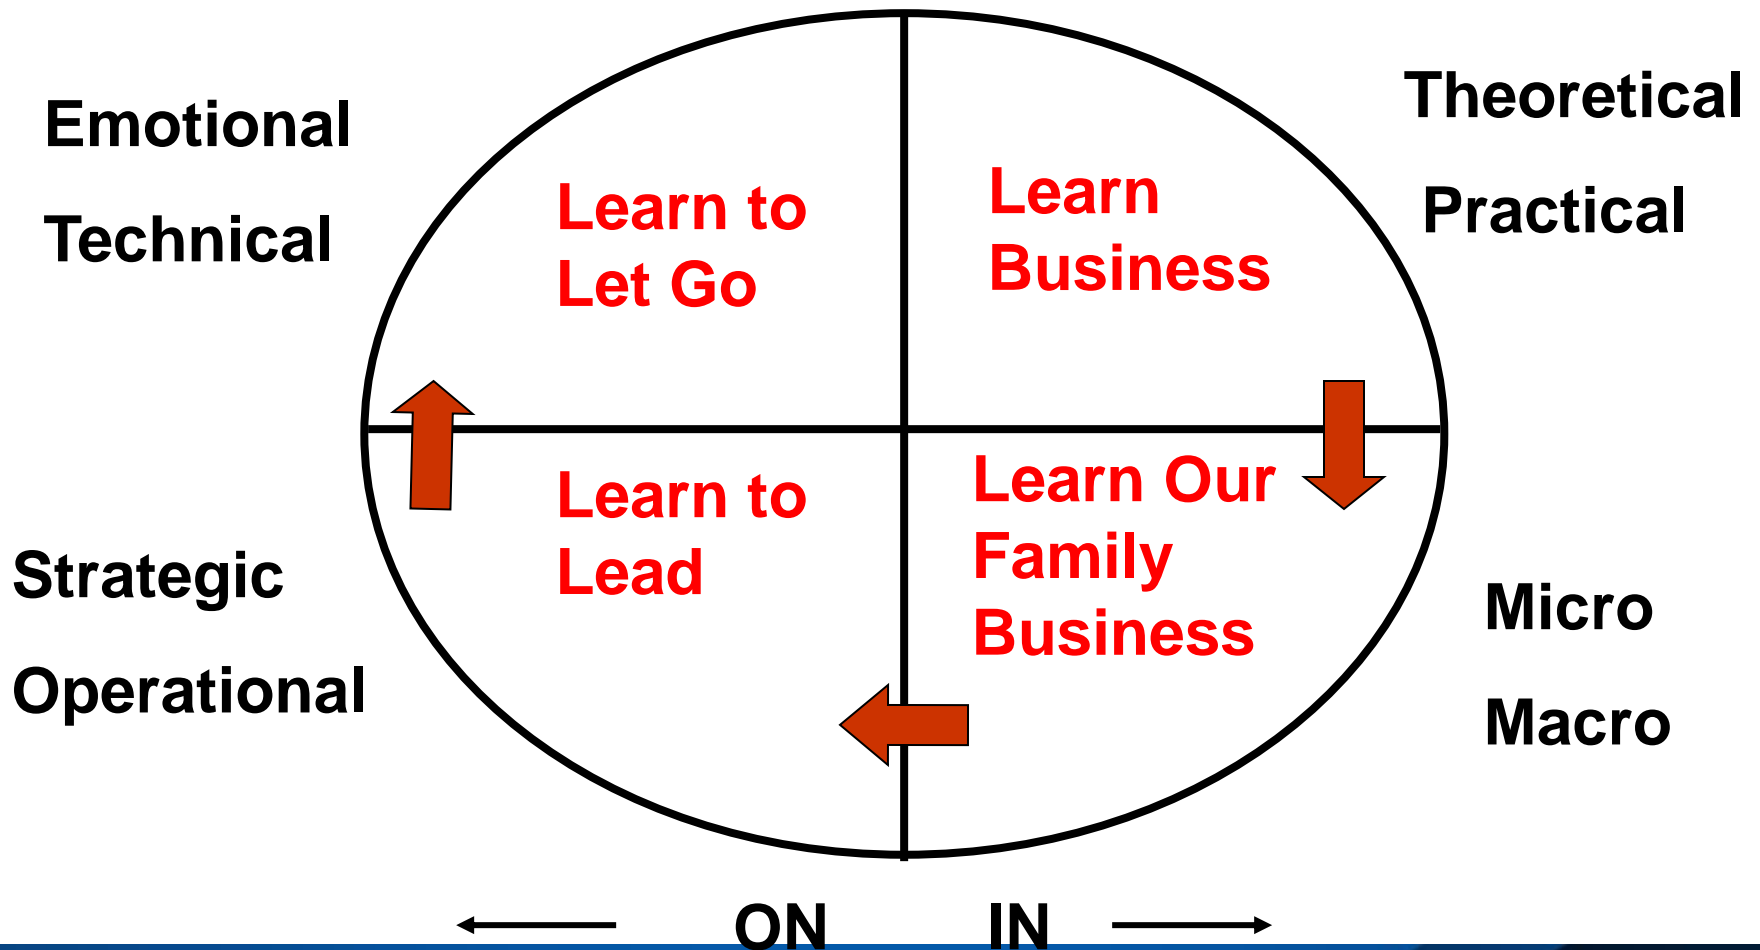 Emotional
Technical
Learn to
Let Go
Learn
Business
Theoretical
Practical
Strategic
Operational
Learn to
Lead
Learn Our
Family
Business
Micro
Macro
ON
IN